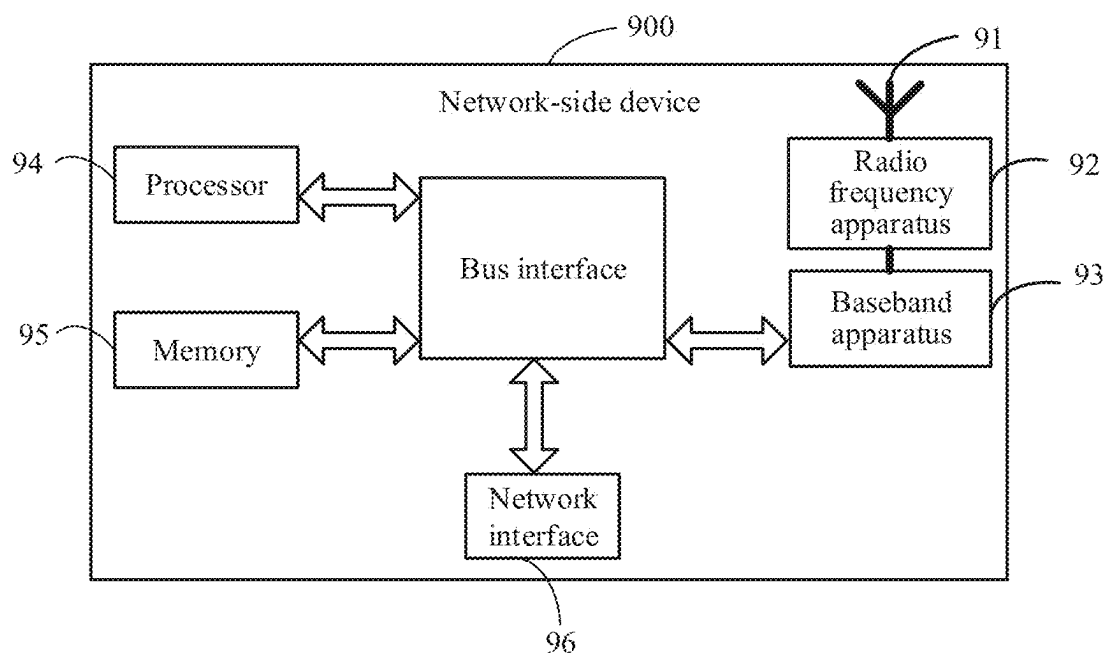 900
91
Network-side device
94
Processor
Radio
frequency
apparatus
92
Bus interface
95
Memory
Baseband
apparatus
93
Network
interface
96